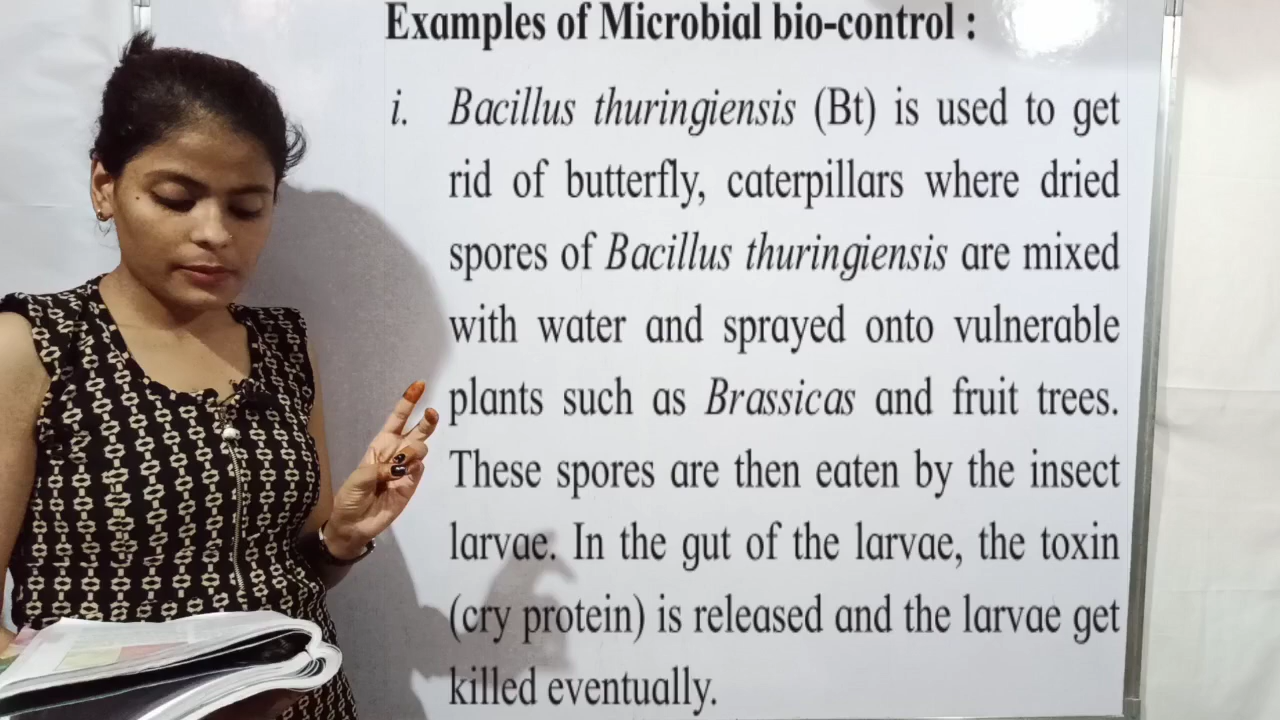 Examples of Microbial bio-control :
i. Bacillus thuringiensis (Bt) is used to get
rid of butterfly, caterpillars where dried
spores of Bacillus thuringiensis are mixed
with water and sprayed onto vulnerable
plants such as Brassicas and fruit trees.
These spores are then eaten by the insect
larvae. In the gut of the larvae, the toxin
(cry protein) is released and the larvae get
killed eventually.